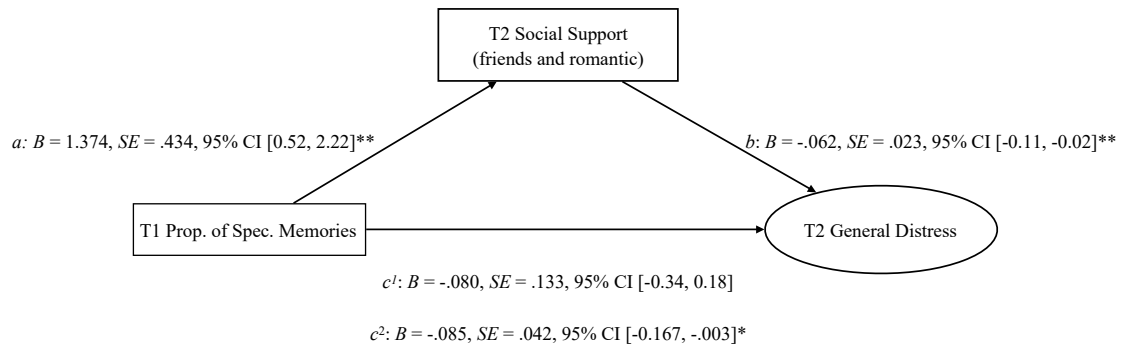 T2 Social Support
(friends and romantic)
a: B = 1.374, SE = .434, 95% CI [0.52, 2.22]**
b: B = -.062, SE = .023, 95% CI [-0.11, -0.02]**
T1 Prop. of Spec. Memories
T2 General Distress
c¹: B = -.080, SE = .133, 95% CI [-0.34, 0.18]
c²: B = -.085, SE = .042, 95% CI [-0.167, -.003]*